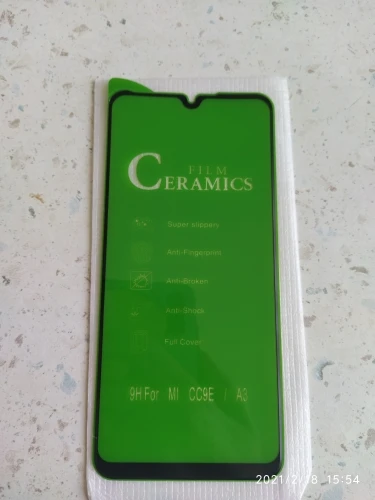 FILM
CERAMICS
Super slippery
Anti-Fingerprint
Anti-Broken
Anti-Shock
Full Cover
9H For MI CC9E / A3
2021/2/18 15:54